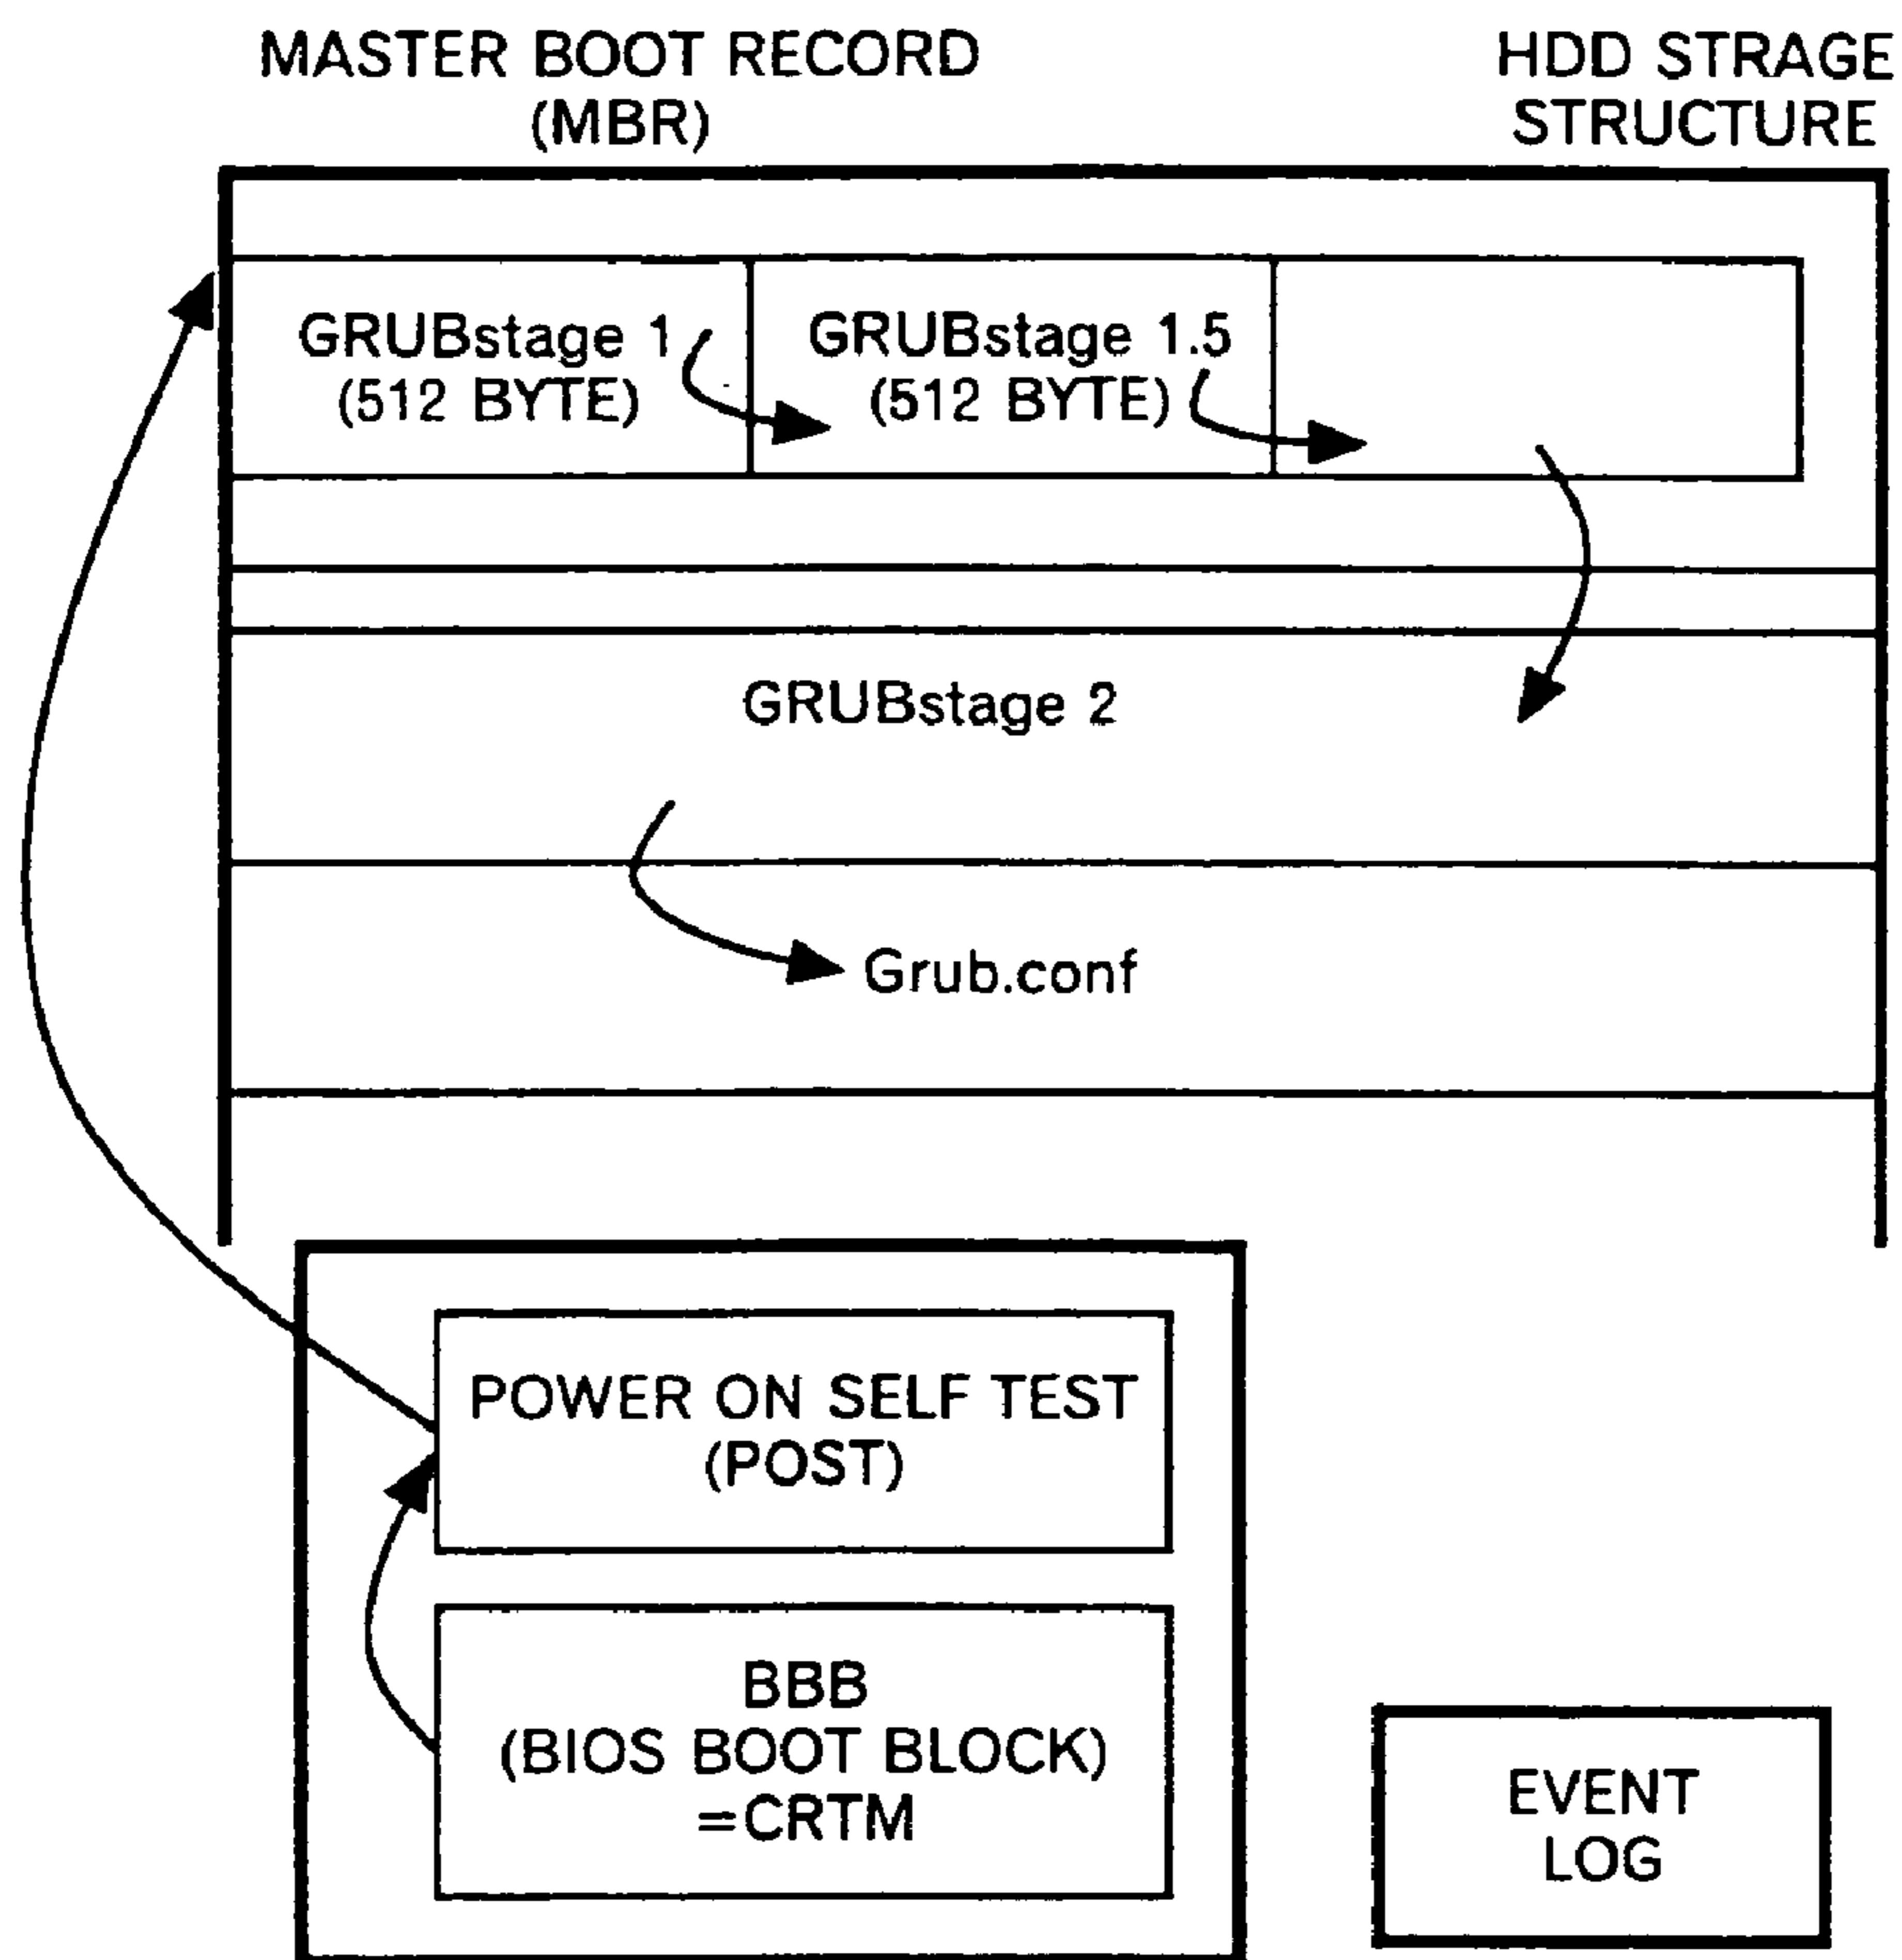 MASTER BOOT RECORD
(MBR)
HDD STRAGE
STRUCTURE
GRUBstage 1
(512 BYTE)
GRUBstage 1.5
(512 BYTE)
GRUBstage 2
Grub.conf
POWER ON SELF TEST
(POST)
BBB
(BIOS BOOT BLOCK)
=CRTM
EVENT
LOG